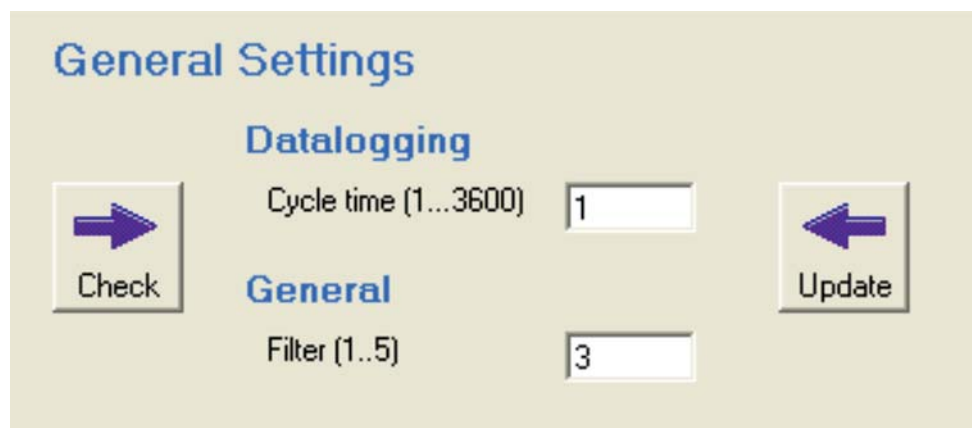 General Settings
Datalogging
Cycle time (1...3600) 1
Check
Update
General
Filter (1..5) 3